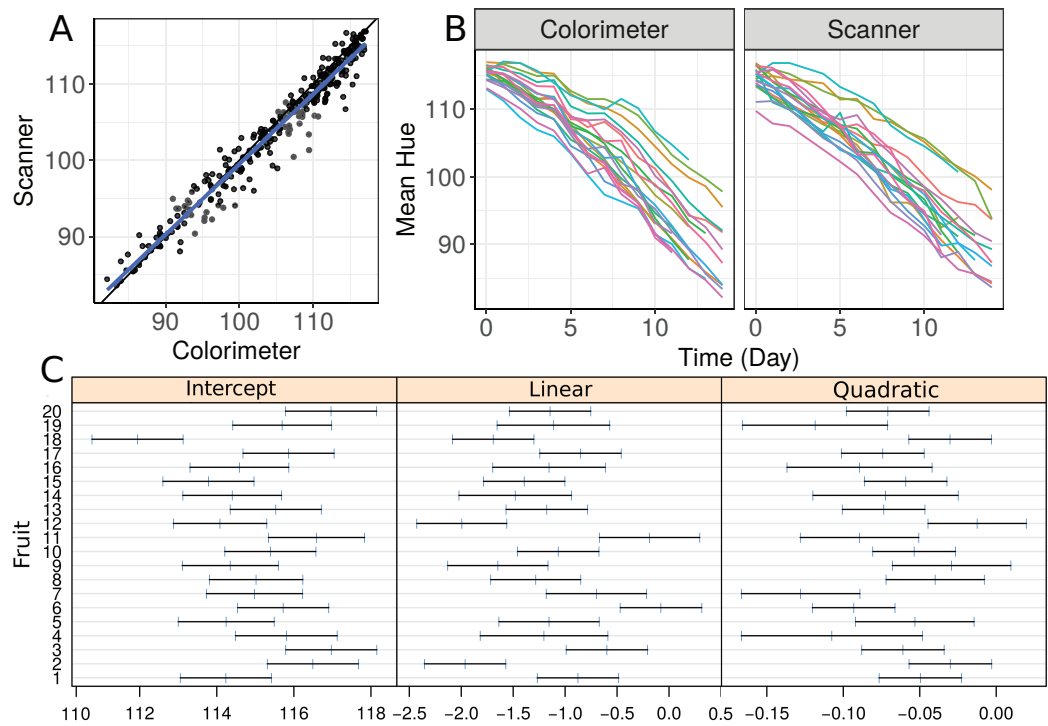 A
Scanner
110
100
90
90 100 110
Colorimeter
B
Colorimeter Scanner
Mean Hue
110
100
90
0 5 10 0 5 10
Time (Day)
C
Intercept Linear Quadratic
Fruit
20
19
18
17
16
15
14
13
12
11
10
9
8
7
6
5
4
3
2
1
110 112 114 116 118 -2.5 -2.0 -1.5 -1.0 -0.5 0.0 0.5 -0.15 -0.10 -0.05 0.00